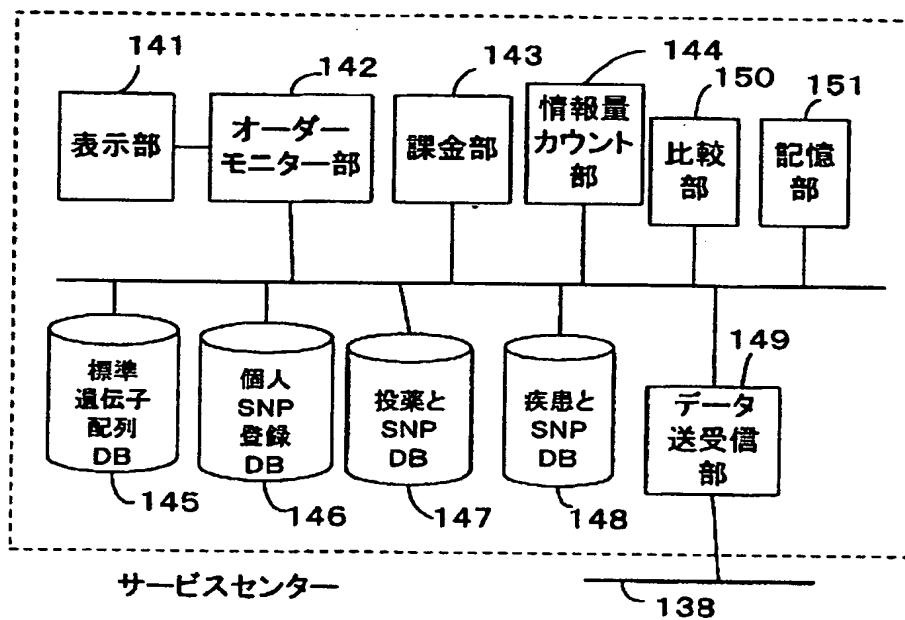 141
142
143
144
150
151
表示部
オーダー
モニター部
課金部
情報量
カウント
部
比較
部
記憶
部
標準
遺伝子
配列
DB
個人
SNP
登録
DB
投薬と
SNP
DB
疾患と
SNP
DB
149
データ
送受信
部
145
146
147
148
サービスセンター
138